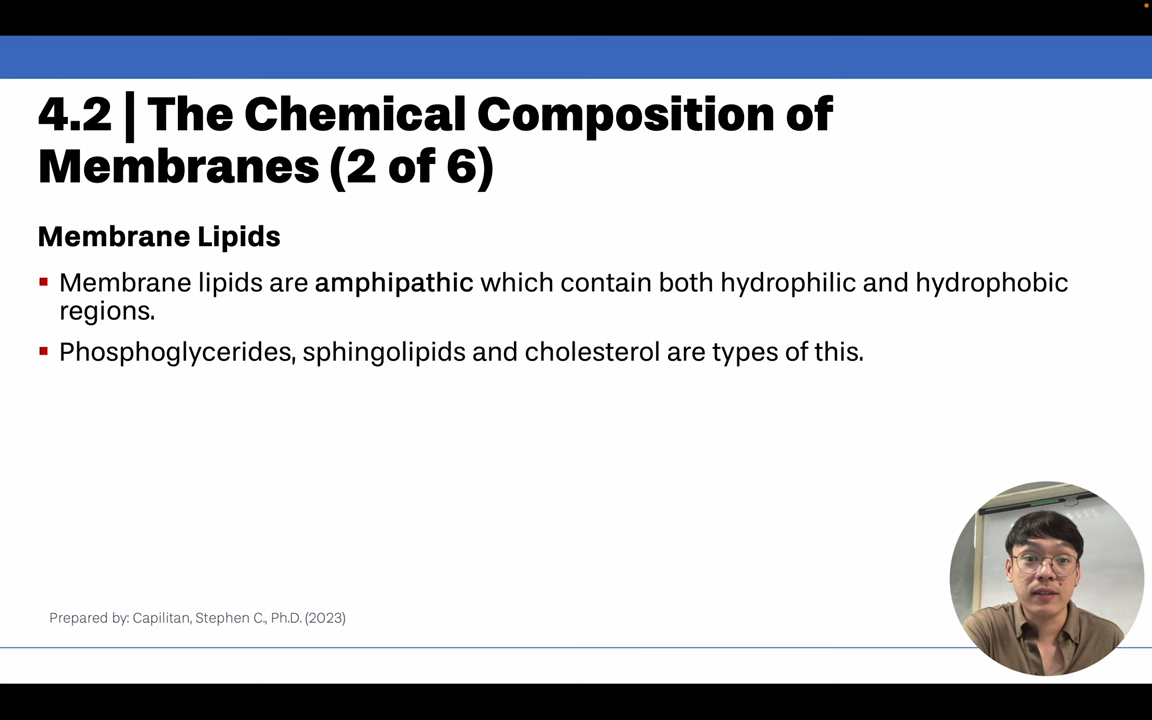 4.2 | The Chemical Composition of
Membranes (2 of 6)
Membrane Lipids
▪ Membrane lipids are amphipathic which contain both hydrophilic and hydrophobic
regions.
▪ Phosphoglycerides, sphingolipids and cholesterol are types of this.
Prepared by: Capilitan, Stephen C., Ph.D. (2023)